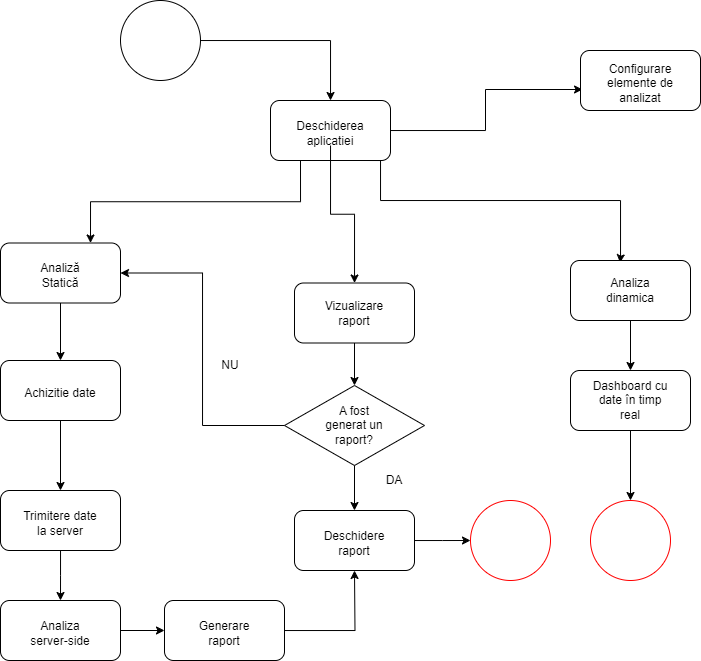 Configurare
elemente de
analizat
Deschiderea
aplicatiei
Analiză
Statică
Vizualizare
raport
Analiza
dinamica
NU
Achizitie date
A fost
generat un
raport?
Dashboard cu
date în timp
real
DA
Trimitere date
la server
Deschidere
raport
Analiza
server-side
Generare
raport